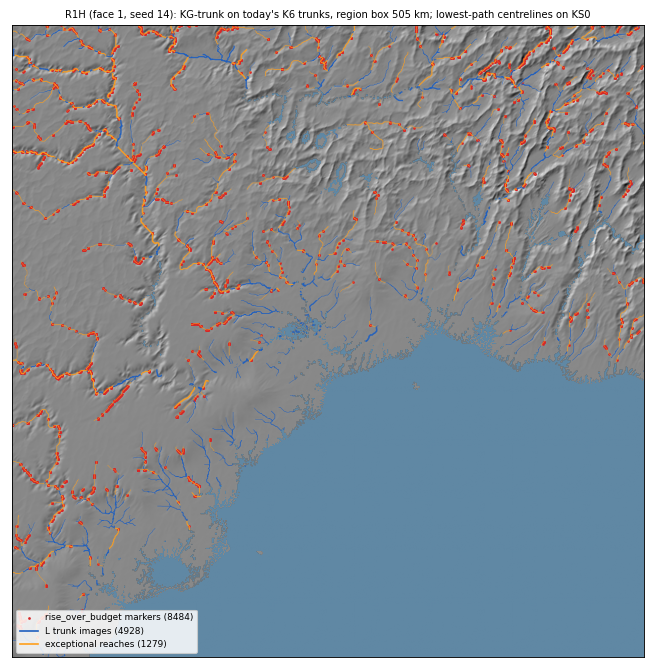 R1H (face 1, seed 14): KG-trunk on today's K6 trunks, region box 505 km; lowest-path centrelines on KS0
rise_over_budget markers (8484)
L trunk images (4928)
exceptional reaches (1279)